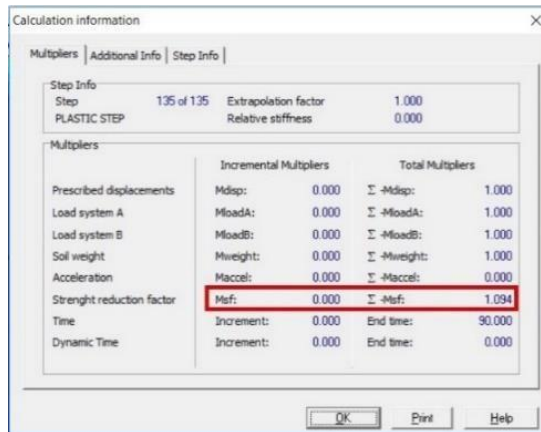 Calculation information
Multipliers Additional Info Step Info
Step Info
Step 135 of 135 Extrapolation factor 1.000
PLASTIC STEP Relative stiffness 0.000
Multipliers
Incremental Multipliers Total Multipliers
Prescribed displacements Mdisp: 0.000 Σ -Mdisp: 1.000
Load system A MloadA: 0.000 Σ -MloadA: 1.000
Load system B MloadB: 0.000 Σ -MloadB: 1.000
Soil weight Mweight: 0.000 Σ -Mweight: 1.000
Acceleration Maccel: 0.000 Σ -Maccel: 0.000
Strenght reduction factor Msf: 0.000 Σ -Msf: 1.094
Time Increment: 0.000 End time: 90.000
Dynamic Time Increment: 0.000 End time: 0.000
OK Print Help